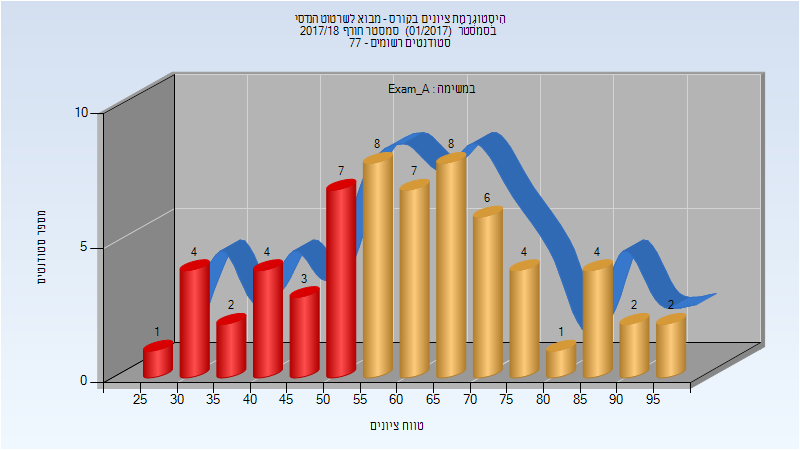 היסטוגרמת ציונים בקורס - מבוא לשרטוט הנדסי
בסמסטר (01/2017) סמסטר חורף 2017/18
סטודנטים רשומים - 77
במשימה : Exam_A
10
5
0
מספר סטודנטים
1 4 2 4 3 7 8 7 8 6 4 1 4 2 2
25 30 35 40 45 50 55 60 65 70 75 80 85 90 95
טווח ציונים